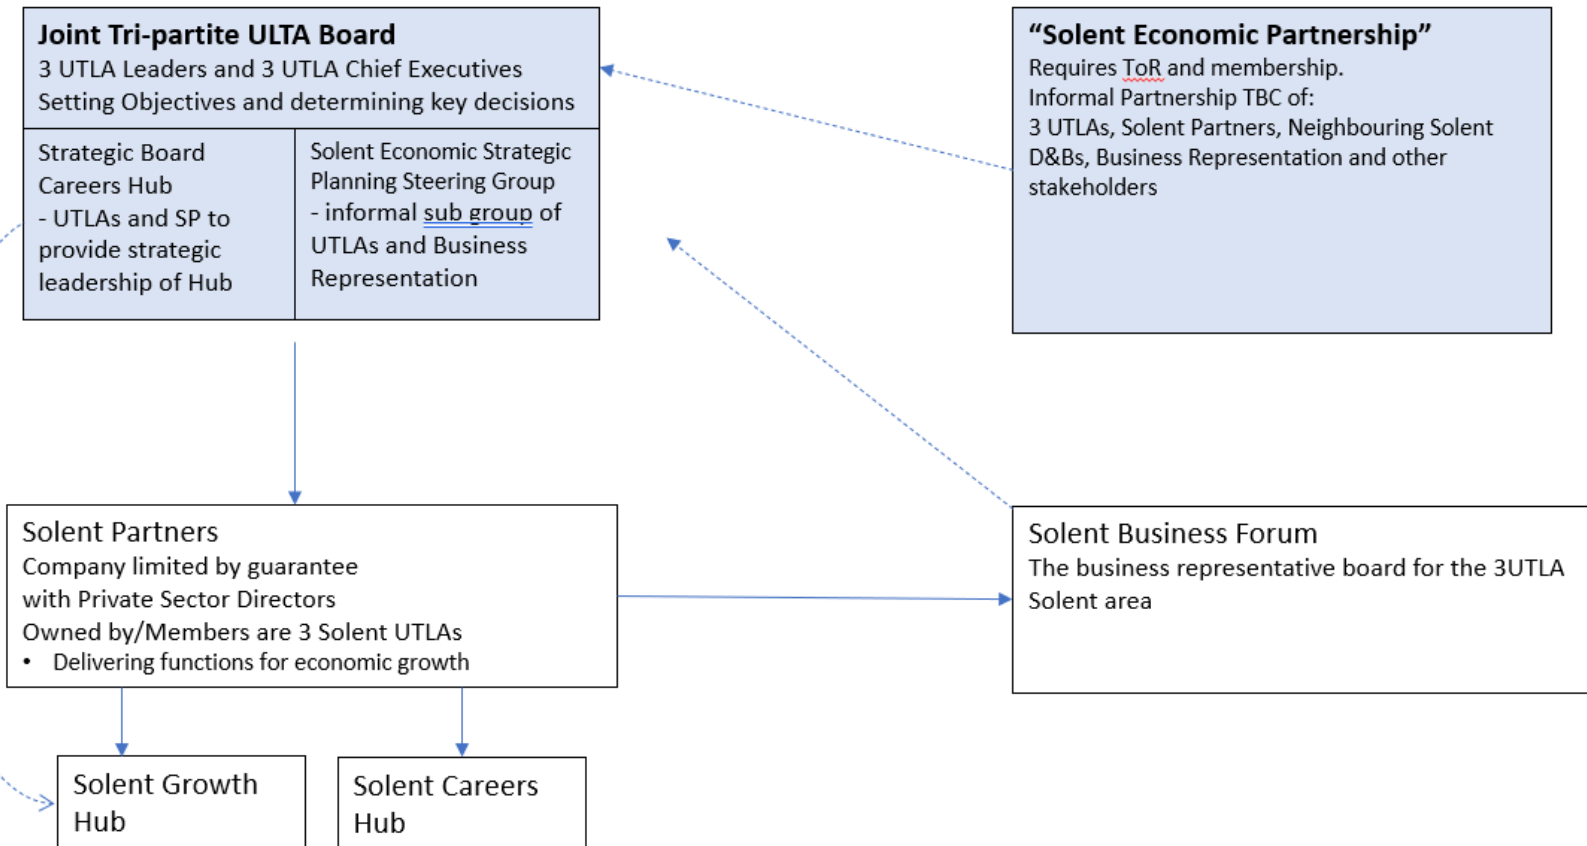 Joint Tri-partite ULTA Board
3 UTLA Leaders and 3 UTLA Chief Executives
Setting Objectives and determining key decisions
Strategic Board
Careers Hub
- UTLAs and SP to
provide strategic
leadership of Hub
Solent Economic Strategic
Planning Steering Group
- informal sub group of
UTLAs and Business
Representation
“Solent Economic Partnership”
Requires ToR and membership.
Informal Partnership TBC of:
3 UTLAs, Solent Partners, Neighbouring Solent
D&Bs, Business Representation and other
stakeholders
Solent Partners
Company limited by guarantee
with Private Sector Directors
Owned by/Members are 3 Solent UTLAs
• Delivering functions for economic growth
Solent Business Forum
The business representative board for the 3UTLA
Solent area
Solent Growth
Hub
Solent Careers
Hub